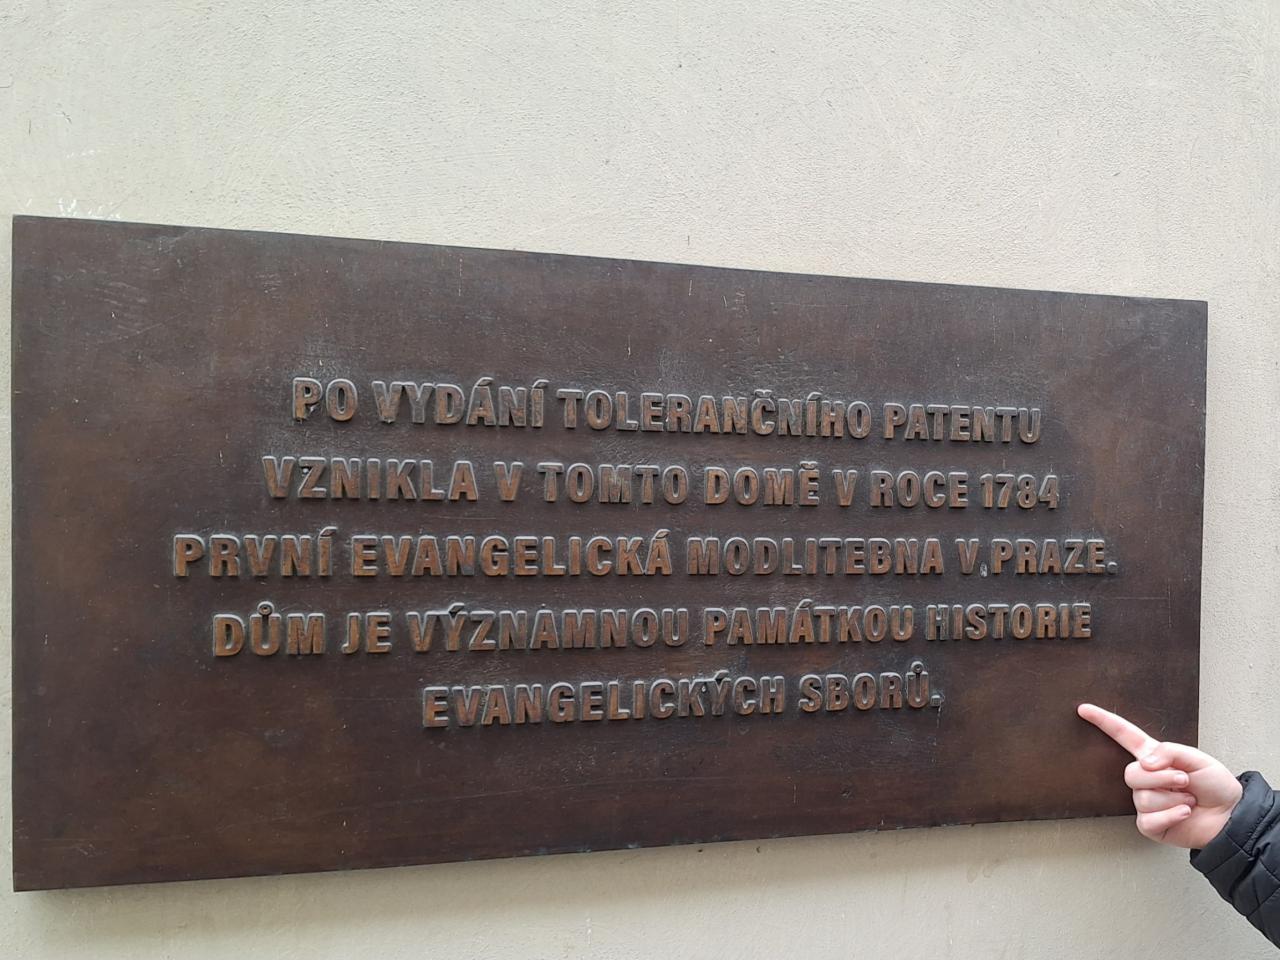 PO VYDÁNÍ TOLERANČNÍHO PATENTU
VZNIKLA V TOMTO DOMĚ V ROCE 1784
PRVNÍ EVANGELICKÁ MODLITEBNA V PRAZE.
DŮM JE VÝZNAMNOU PAMÁTKOU HISTORIE
EVANGELICKÝCH SBORŮ.